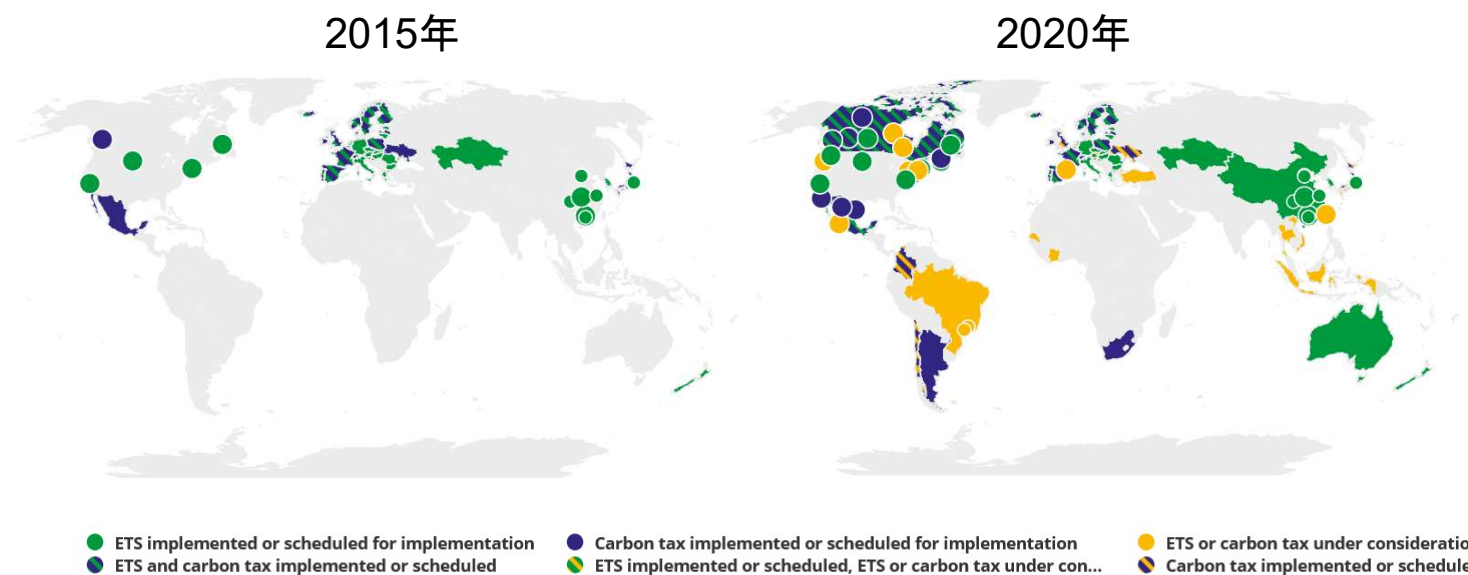 2015年
2020年
ETS implemented or scheduled for implementation
Carbon tax implemented or scheduled for implementation
ETS or carbon tax under consideratio
ETS and carbon tax implemented or scheduled
ETS implemented or scheduled, ETS or carbon tax under con...
Carbon tax implemented or schedule